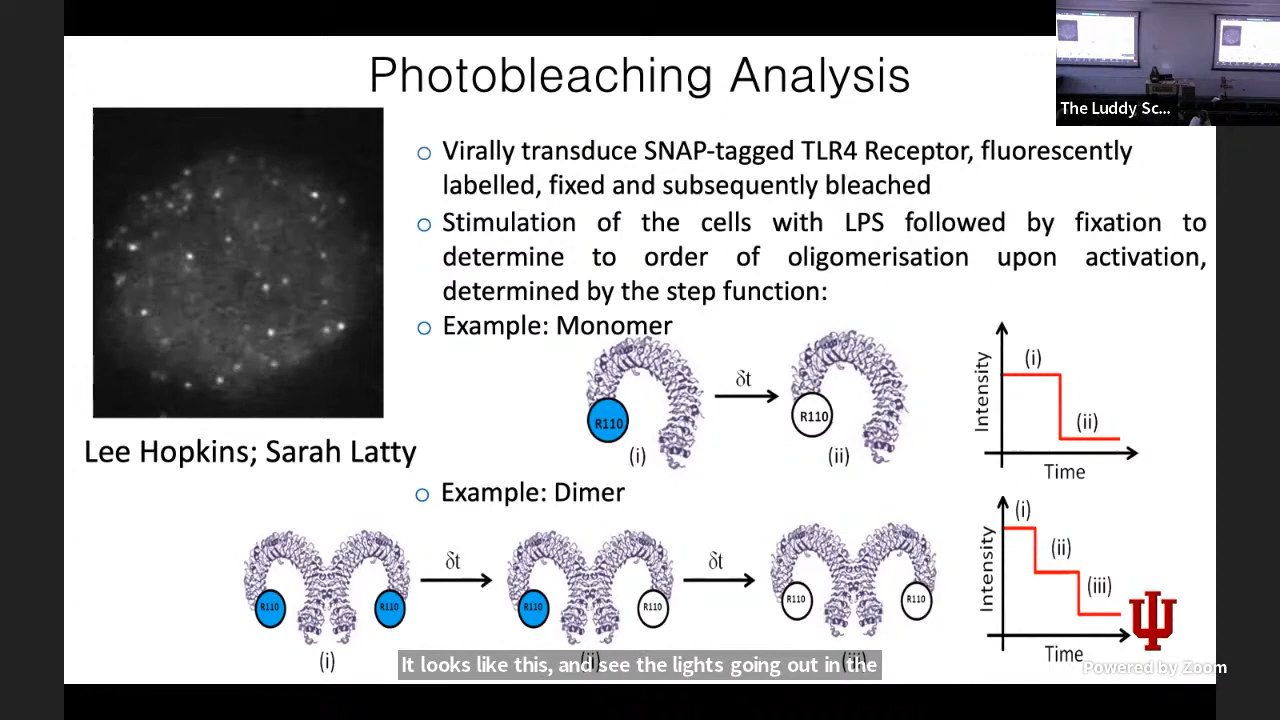 Photobleaching Analysis
The Luddy Sc...
Virally transduce SNAP-tagged TLR4 Receptor, fluorescently
labelled, fixed and subsequently bleached
Stimulation of the cells with LPS followed by fixation to
determine to order of oligomerisation upon activation,
determined by the step function:
Example: Monomer
R110
(i)
δt
R110
(ii)
Intensity
(i)
(ii)
Time
Lee Hopkins; Sarah Latty
Example: Dimer
R110
R110
(i)
δt
R110
R110
(ii)
δt
R110
R110
(iii)
Intensity
(i)
(ii)
(iii)
Time
It looks like this, and see the lights going out in the
Powered by Zoom